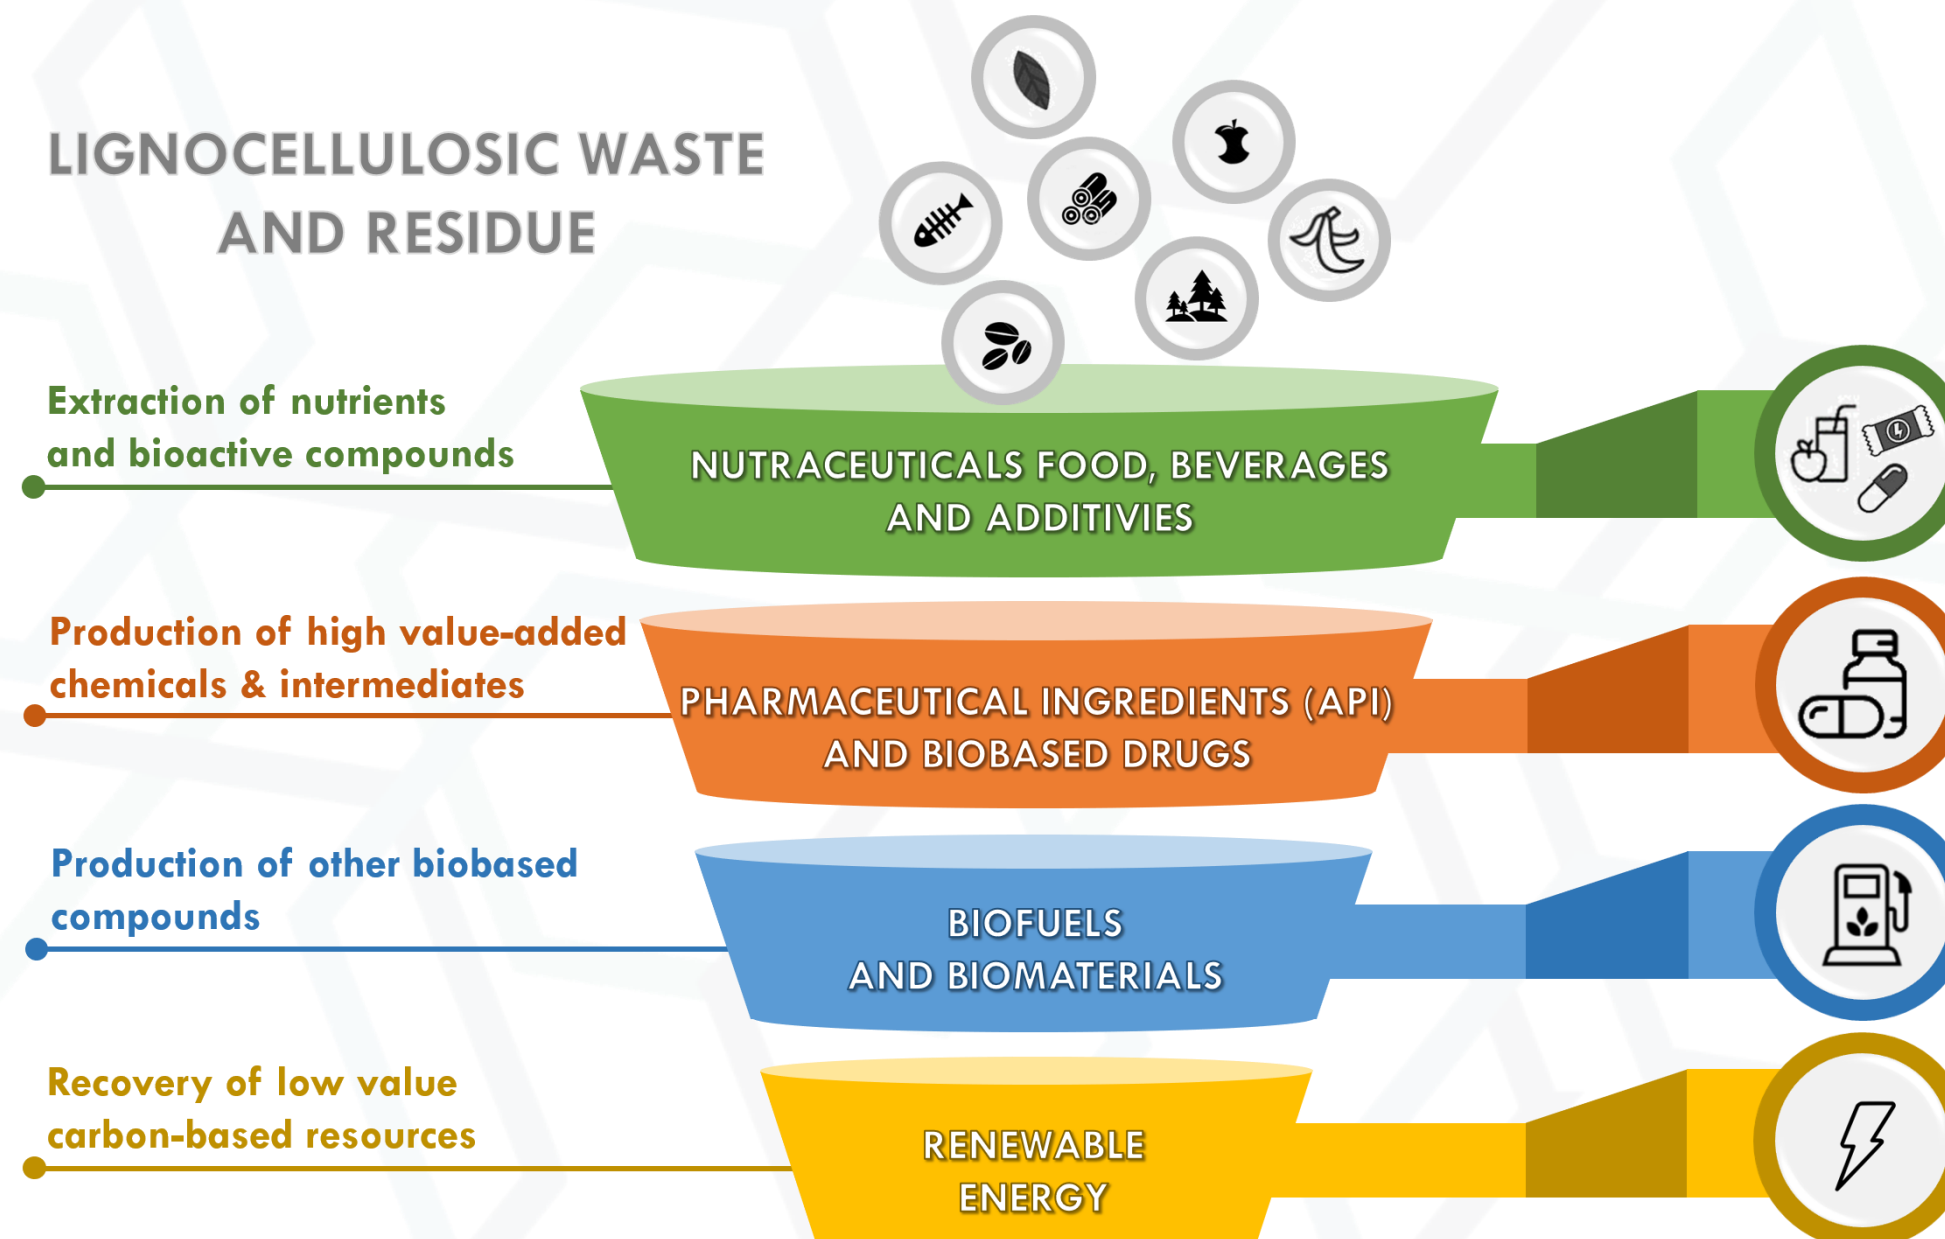 LIGNOCELLULOSIC WASTE
AND RESIDUE
Extraction of nutrients
and bioactive compounds
NUTRACEUTICALS FOOD, BEVERAGES
AND ADDITIVIES
Production of high value-added
chemicals & intermediates
PHARMACEUTICAL INGREDIENTS (API)
AND BIOBASED DRUGS
Production of other biobased
compounds
BIOFUELS
AND BIOMATERIALS
Recovery of low value
carbon-based resources
RENEWABLE
ENERGY